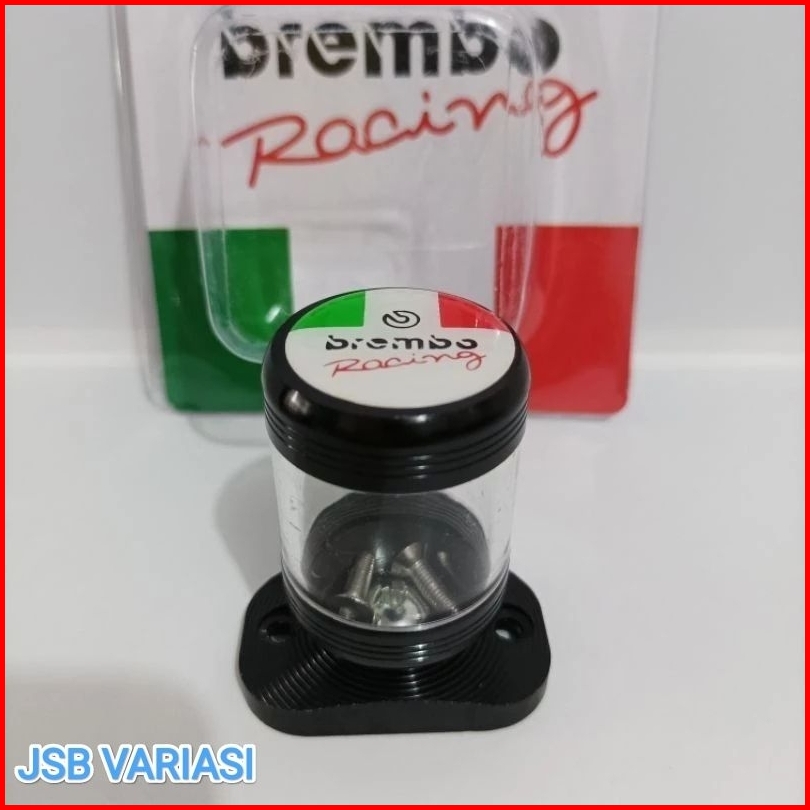 brembo
Racing
brembo
Racing
JSB VARIASI